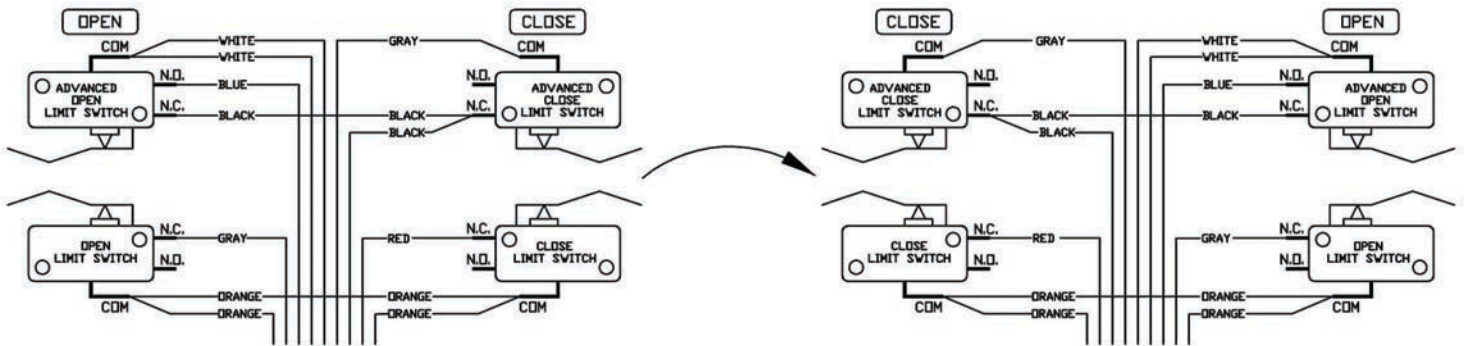 OPEN
CLOSE
CLOSE
OPEN
COM WHITE GRAY COM
COM GRAY WHITE COM
WHITE
WHITE
N.O. BLUE N.O.
N.O. BLUE N.O.
ADVANCED
OPEN
LIMIT SWITCH
ADVANCED
CLOSE
LIMIT SWITCH
ADVANCED
CLOSE
LIMIT SWITCH
ADVANCED
OPEN
LIMIT SWITCH
N.C. BLACK BLACK N.C.
N.C. BLACK BLACK N.C.
BLACK
BLACK
N.C. GRAY RED N.C.
N.C. RED GRAY N.C.
OPEN
LIMIT SWITCH
CLOSE
LIMIT SWITCH
CLOSE
LIMIT SWITCH
OPEN
LIMIT SWITCH
N.O. N.O.
N.O. N.O.
ORANGE ORANGE
ORANGE ORANGE
COM ORANGE ORANGE COM
COM ORANGE ORANGE COM